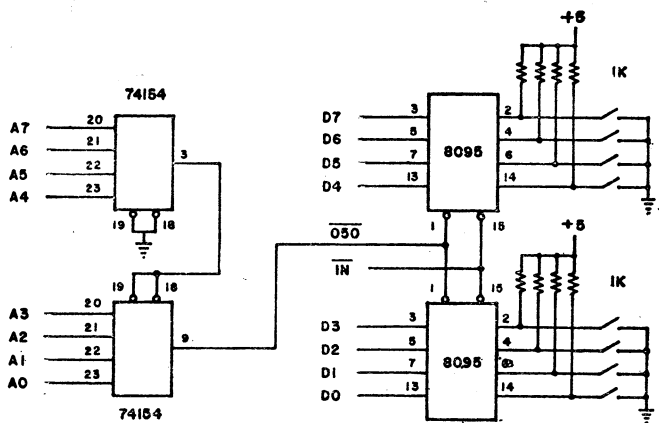 +5
1K
74154
A7 20
A6 21
A5 22
A4 23
3
19 18
D7 3
D6 5
D5 7
D4 13
8095
2
4
6
14
1 15
050
IN
+5
1K
19 18
A3 20
A2 21
A1 22
A0 23
9
74154
1 15
D3 3
D2 5
D1 7
D0 13
8095
2
4
14